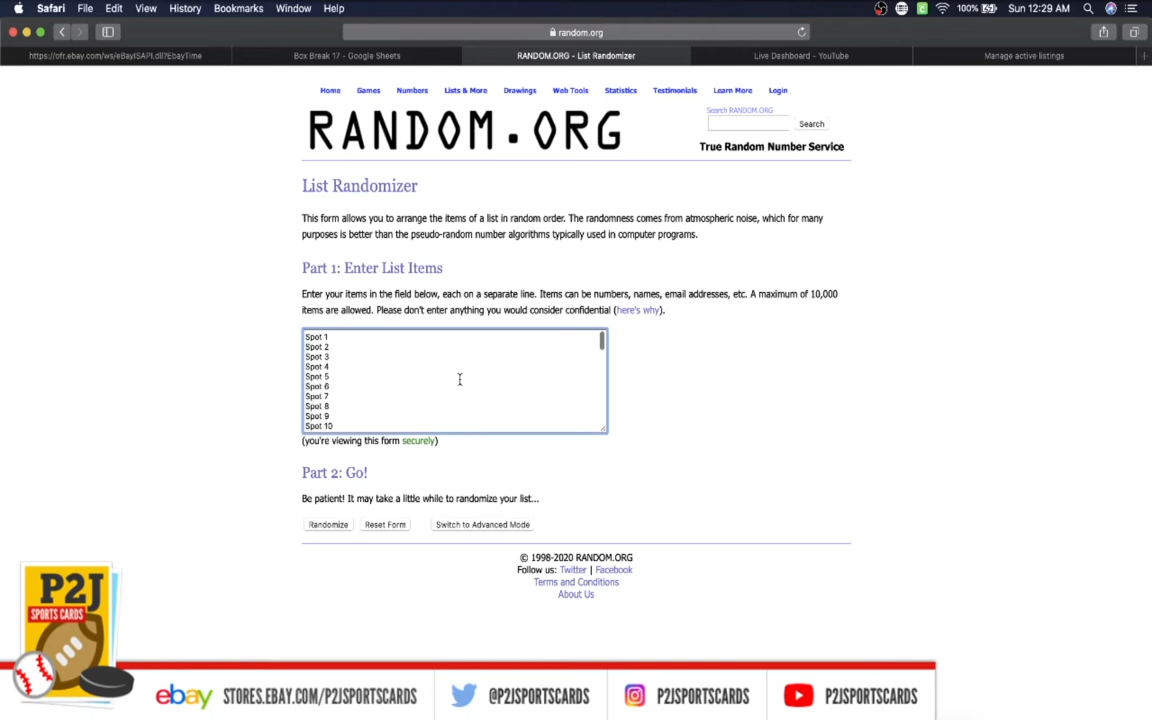 Safari File Edit View History Bookmarks Window Help 100% Sun 12:29 AM
random.org
https://ofr.ebay.com/ws/eBayISAPI.dll?EbayTime Box Break 17 - Google Sheets RANDOM.ORG - List Randomizer Live Dashboard - YouTube Manage active listings
Home Games Numbers Lists & More Drawings Web Tools Statistics Testimonials Learn More Login
Search RANDOM.ORG
Search
RANDOM.ORG
True Random Number Service
List Randomizer
This form allows you to arrange the items of a list in random order. The randomness comes from atmospheric noise, which for many
purposes is better than the pseudo-random number algorithms typically used in computer programs.
Part 1: Enter List Items
Enter your items in the field below, each on a separate line. Items can be numbers, names, email addresses, etc. A maximum of 10,000
items are allowed. Please don't enter anything you would consider confidential (here's why).
Spot 1
Spot 2
Spot 3
Spot 4
Spot 5
Spot 6
Spot 7
Spot 8
Spot 9
Spot 10
(you're viewing this form securely)
Part 2: Go!
Be patient! It may take a little while to randomize your list...
Randomize Reset Form Switch to Advanced Mode
© 1998-2020 RANDOM.ORG
Follow us: Twitter | Facebook
Terms and Conditions
About Us
P2J
SPORTS CARDS
ebay STORES.EBAY.COM/P2JSPORTSCARDS @P2JSPORTSCARDS P2JSPORTSCARDS P2JSPORTSCARDS